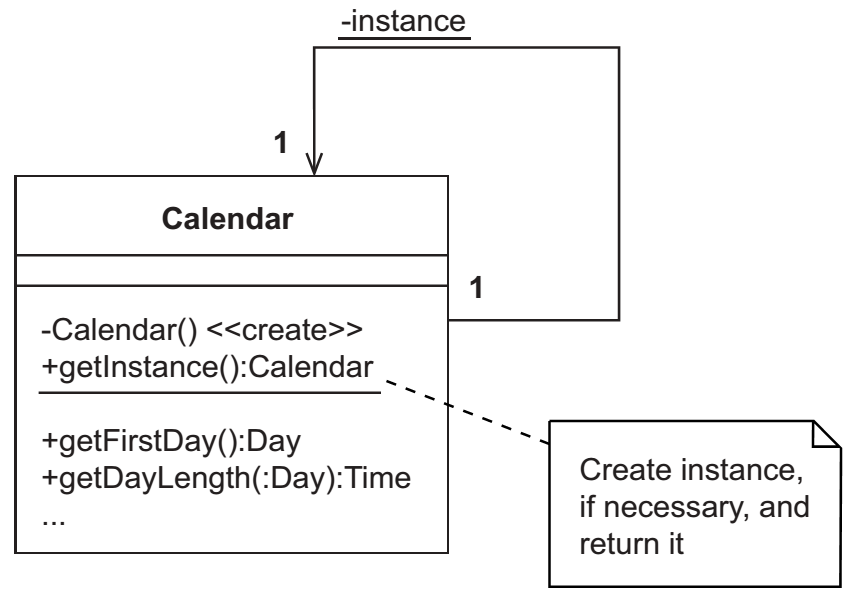 -instance
1
Calendar
1
-Calendar() <<create>>
+getInstance():Calendar
+getFirstDay():Day
+getDayLength(:Day):Time
...
Create instance,
if necessary, and
return it